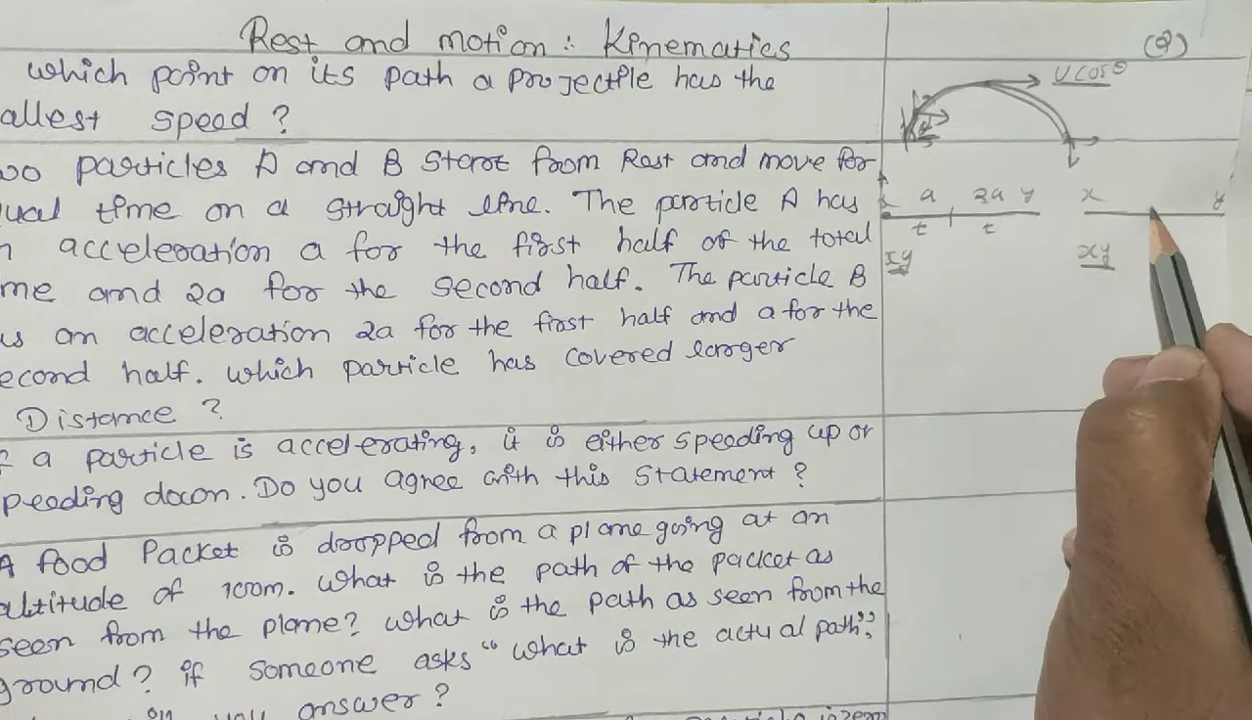 Rest and motion : Kinematics
(2)
which point on its path a projectile has the
allest speed ?
UCOSθ
oo particles A and B Start from Rest and move for
ual time on a straight line. The particle A has
n acceleration a for the first half of the total
me and 2a for the second half. The particle B
us an acceleration 2a for the first half and a for the
econd half. which particle has covered larger
Distance ?
a 2a y
t t
xy
x y
xy
f a particle is accelerating, it is either speeding up or
peeding down. Do you agree with this statement ?
A food Packet is dropped from a plane going at an
altitude of 100m. What is the path of the packet as
seen from the plane? what is the path as seen from the
ground? if someone asks "what is the actual path"?
answer ?